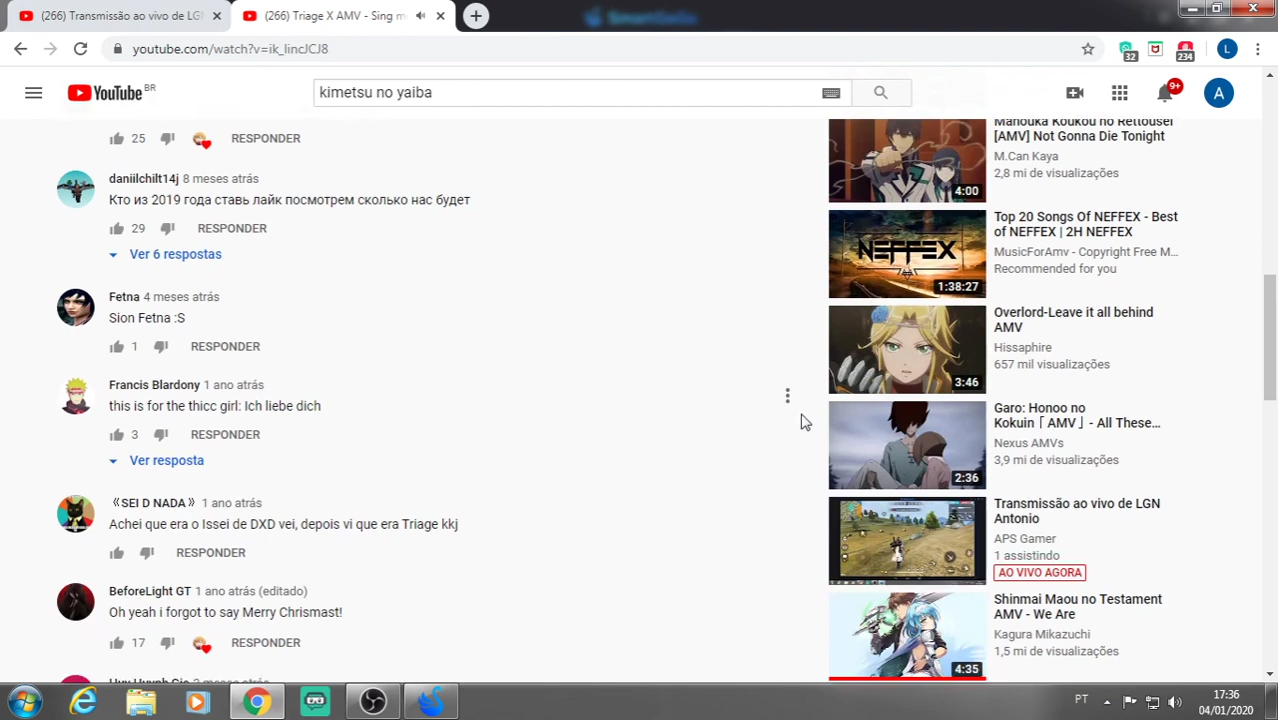 (266) Transmissão ao vivo de LGN
(266) Triage X AMV - Sing m
SmartGaGa
youtube.com/watch?v=ik_lincJCJ8
32
234
L
YouTube BR
kimetsu no yaiba
9+
A
25
RESPONDER
daniilchilt14j 8 meses atrás
Кто из 2019 года ставь лайк посмотрем сколько нас будет
29
RESPONDER
Ver 6 respostas
Fetna 4 meses atrás
Sion Fetna :S
1
RESPONDER
Francis Blardony 1 ano atrás
this is for the thicc girl: Ich liebe dich
3
RESPONDER
Ver resposta
《SEI D NADA》 1 ano atrás
Achei que era o issei de DXD vei, depois vi que era Triage kkj
RESPONDER
BeforeLight GT 1 ano atrás (editado)
Oh yeah i forgot to say Merry Chrismast!
17
RESPONDER
Mahouka Koukou no Rettousei
[AMV] Not Gonna Die Tonight
M.Can Kaya
2,8 mi de visualizações
4:00
Top 20 Songs Of NEFFEX - Best
of NEFFEX | 2H NEFFEX
MusicForAmv - Copyright Free M...
Recommended for you
NEFFEX
1:38:27
Overlord-Leave it all behind
AMV
Hissaphire
657 mil visualizações
3:46
Garo: Honoo no
Kokuin「AMV」- All These...
Nexus AMVs
3,9 mi de visualizações
2:36
Transmissão ao vivo de LGN
Antonio
APS Gamer
1 assistindo
AO VIVO AGORA
Shinmai Maou no Testament
AMV - We Are
Kagura Mikazuchi
1,5 mi de visualizações
4:35
PT
17:36
04/01/2020